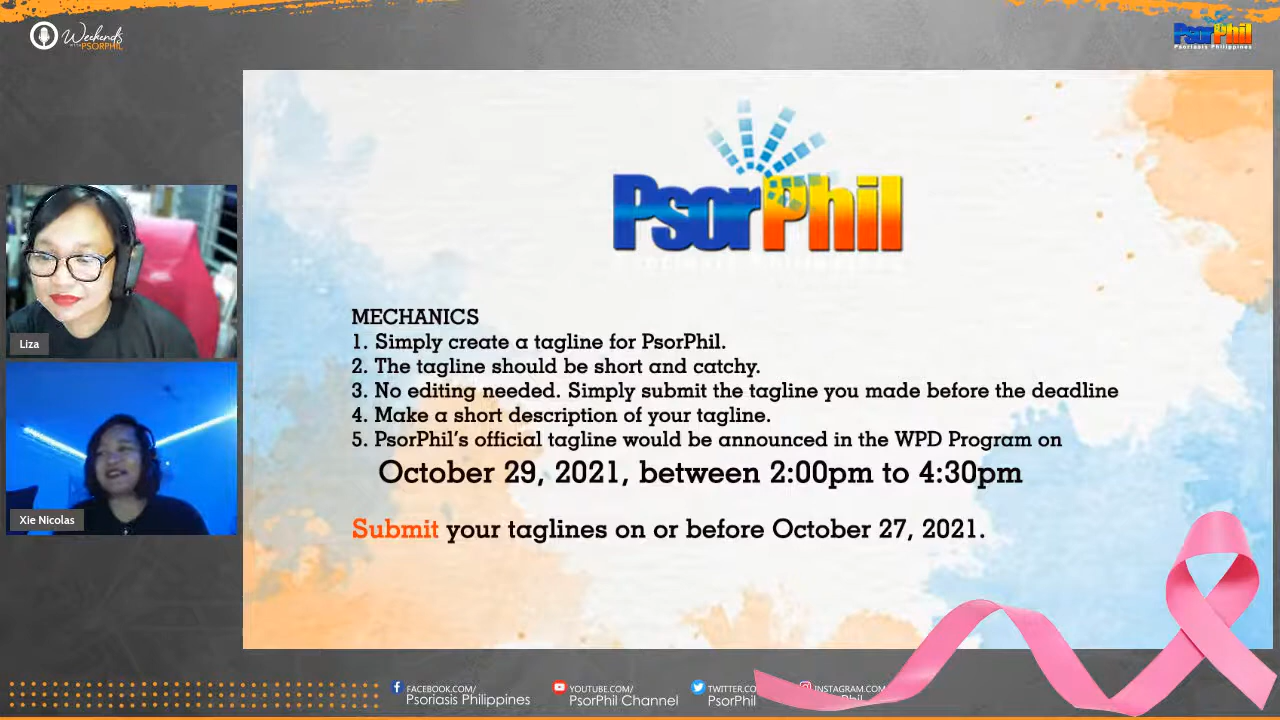 Weekends
WITH PSORPHIL
PsorPhil
Psoriasis Philippines
PsorPhil
Liza
Xie Nicolas
MECHANICS
1. Simply create a tagline for PsorPhil.
2. The tagline should be short and catchy.
3. No editing needed. Simply submit the tagline you made before the deadline
4. Make a short description of your tagline.
5. PsorPhil's official tagline would be announced in the WPD Program on
October 29, 2021, between 2:00pm to 4:30pm
Submit your taglines on or before October 27, 2021.
FACEBOOK.COM/
Psoriasis Philippines
YOUTUBE.COM/
PsorPhil Channel
TWITTER.CO
PsorPhil
INSTAGRAM.COM